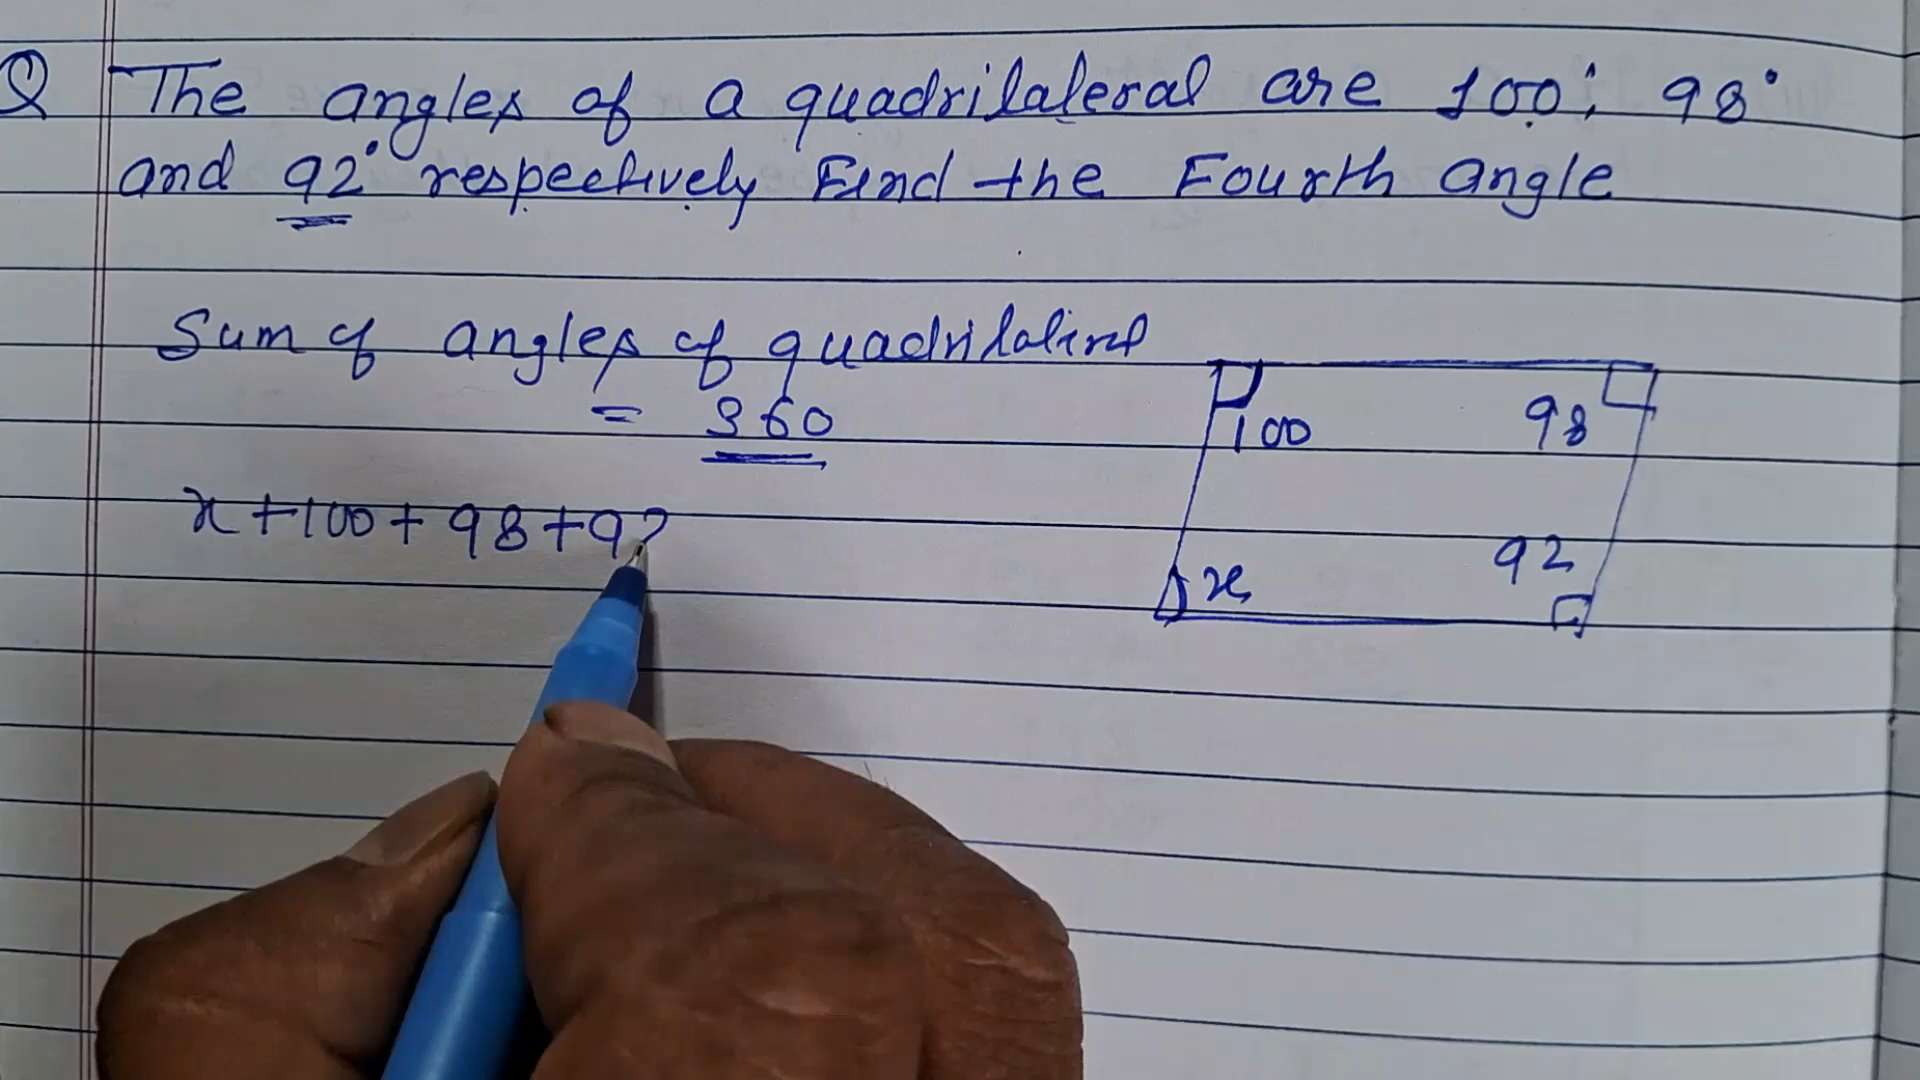 Q The angles of a quadrilateral are 100°, 98°
and 92° respectively Find the Fourth angle
Sum of angles of quadrilateral
= 360
100 98
x + 100 + 98 + 92
x 92